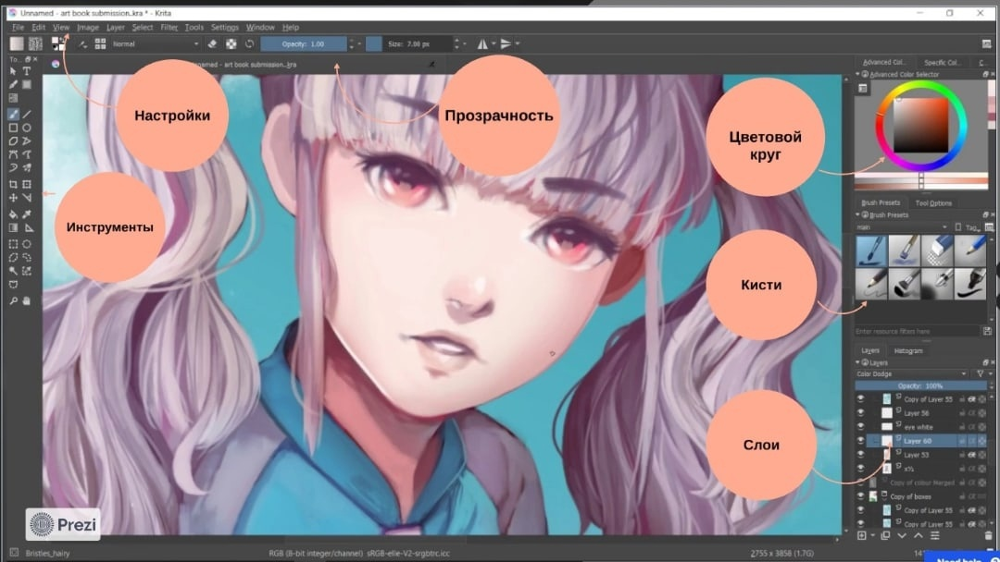 Unnamed - art book submission.kra * - Krita
File Edit View Image Layer Select Filter Tools Settings Window Help
Normal Opacity: 1.00 Size: 7.00 px
To...
named - art book submission..kra
Advanced Col... Specific Col... C...
Advanced Color Selector
Настройки
Прозрачность
Цветовой
круг
Инструменты
Кисти
Слои
Brush Presets Tool Options
Brush Presets
main Tag
Enter resource filters here
Layers Histogram
Layers
Color Dodge
Opacity: 100%
Copy of Layer 55
Layer 56
eye white
Layer 60
Layer 53
Copy of colour Merged
Copy of boxes
Copy of Layer 55
Copy of Layer 55
Prezi
Bristles_hairy RGB (8-bit integer/channel) sRGB-elle-V2-srgbtrc.icc 2755 x 3858 (1.7G)
Need help